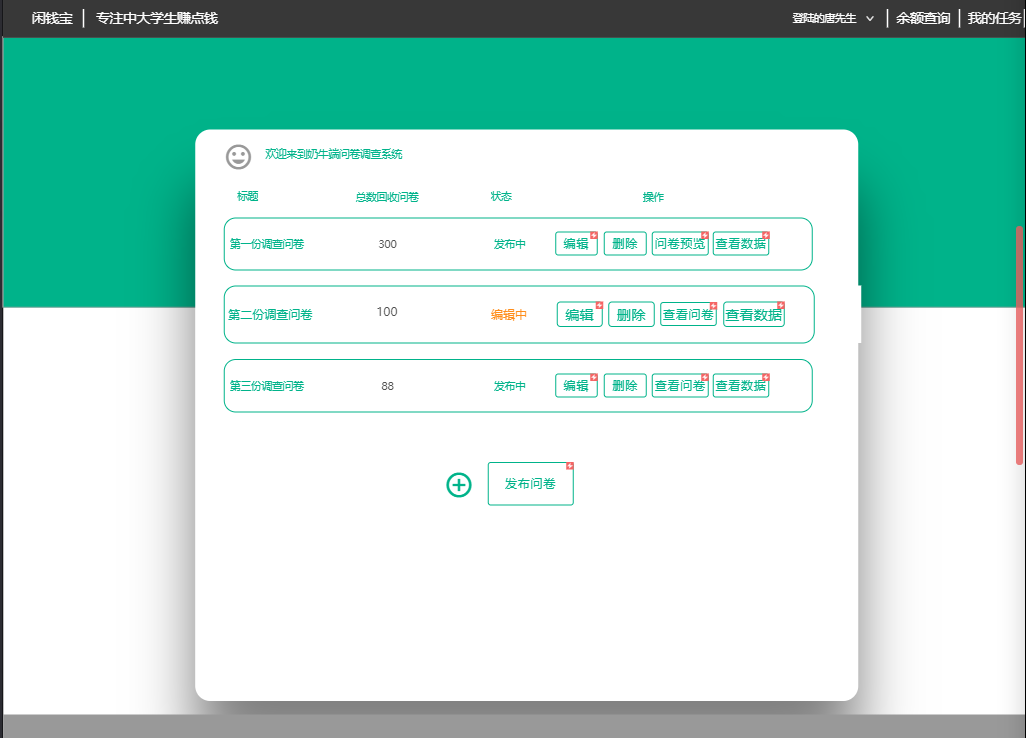 闲钱宝 专注中大学生赚点钱 登陆的唐先生 余额查询 我的任务
欢迎来到奶牛端问卷调查系统
标题 总数回收问卷 状态 操作
第一份调查问卷 300 发布中 编辑 删除 问卷预览 查看数据
第二份调查问卷 100 编辑中 编辑 删除 查看问卷 查看数据
第三份调查问卷 88 发布中 编辑 删除 查看问卷 查看数据
发布问卷